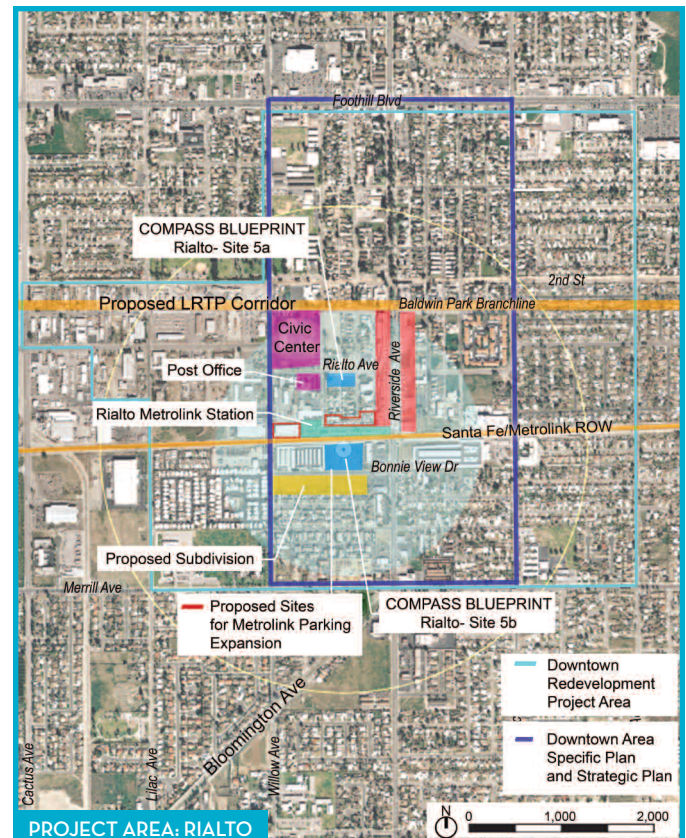 Foothill Blvd
COMPASS BLUEPRINT
Rialto- Site 5a
2nd St
Proposed LRTP Corridor
Baldwin Park Branchline
Civic
Center
Rialto Ave
Post Office
Riverside Ave
Rialto Metrolink Station
Santa Fe/Metrolink ROW
Bonnie View Dr
Proposed Subdivision
Merrill Ave
Proposed Sites
for Metrolink Parking
Expansion
COMPASS BLUEPRINT
Rialto- Site 5b
Downtown
Redevelopment
Project Area
Bloomington Ave
Cactus Ave
Lilac Ave
Willow Ave
Downtown Area
Specific Plan
and Strategic Plan
N
0 1,000 2,000
PROJECT AREA: RIALTO